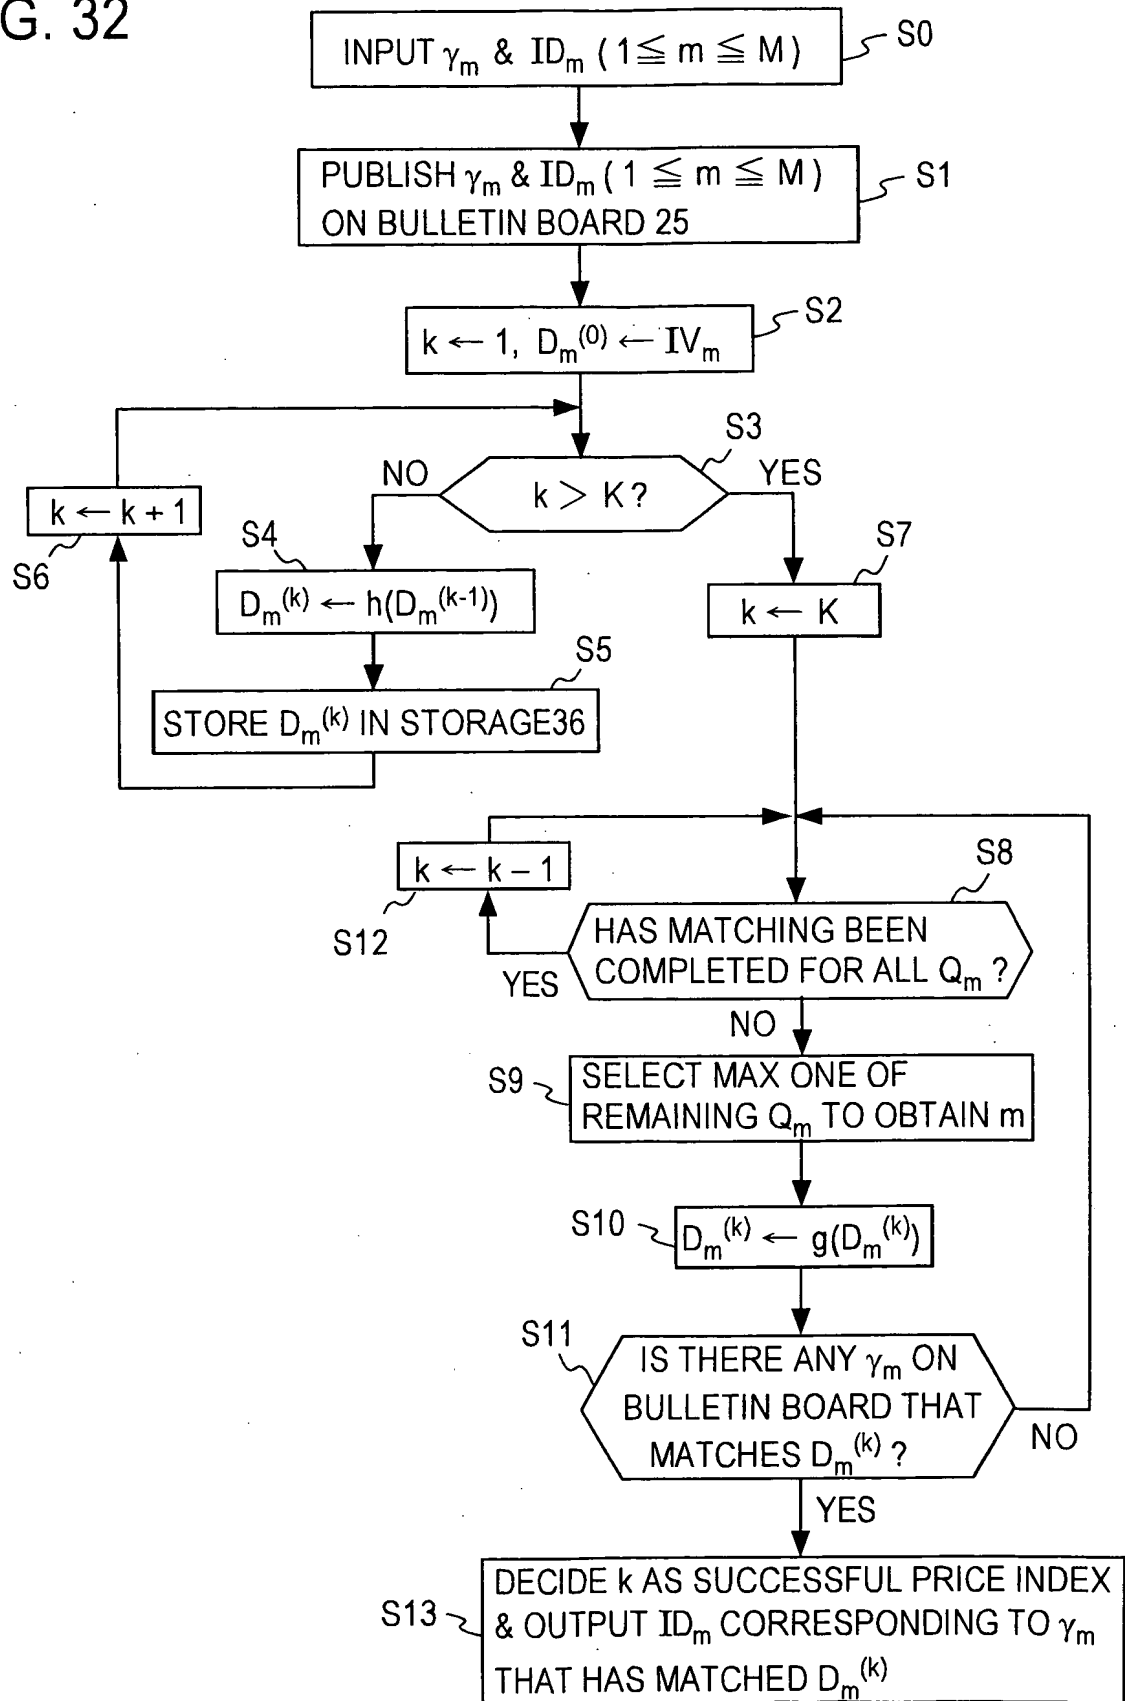 G. 32
INPUT γm & IDm ( 1 ≦ m ≦ M )
S0
PUBLISH γm & IDm ( 1 ≦ m ≦ M )
ON BULLETIN BOARD 25
S1
k ← 1, Dm(0) ← IVm
S2
S3
NO
k > K ?
YES
k ← k + 1
S6
S4
Dm(k) ← h(Dm(k-1))
S7
k ← K
S5
STORE Dm(k) IN STORAGE36
k ← k – 1
S12
S8
HAS MATCHING BEEN
COMPLETED FOR ALL Qm ?
YES
NO
S9
SELECT MAX ONE OF
REMAINING Qm TO OBTAIN m
S10
Dm(k) ← g(Dm(k))
S11
IS THERE ANY γm ON
BULLETIN BOARD THAT
MATCHES Dm(k) ?
NO
YES
S13
DECIDE k AS SUCCESSFUL PRICE INDEX
& OUTPUT IDm CORRESPONDING TO γm
THAT HAS MATCHED Dm(k)